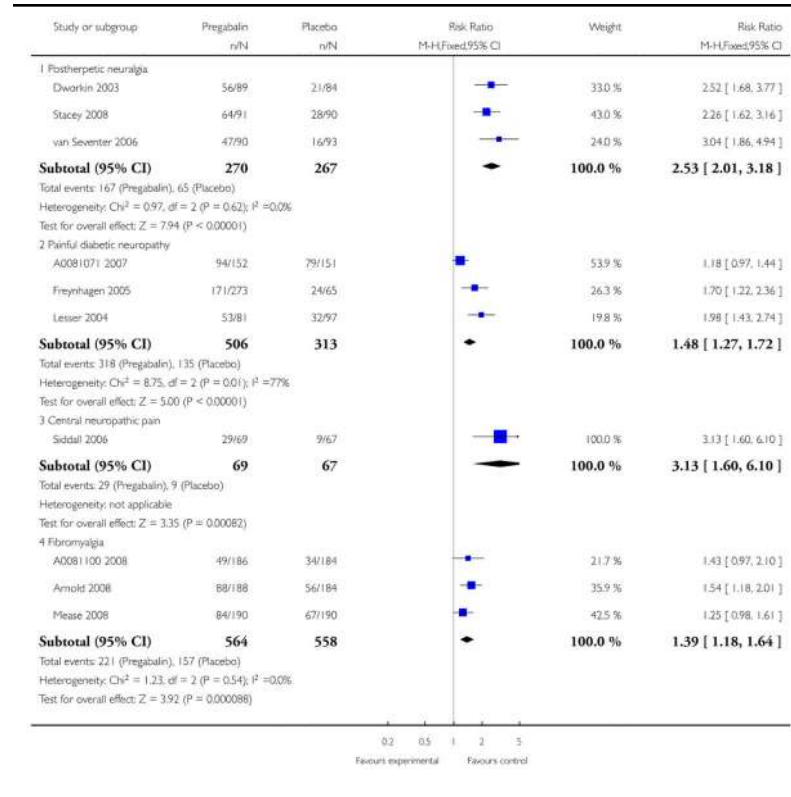 Study or subgroup Pregabalin Placebo Risk Ratio Weight Risk Ratio
n/N n/N M-H,Fixed,95% CI M-H,Fixed,95% CI
1 Postherpetic neuralgia
Dworkin 2003 56/89 21/84 33.0 % 2.52 [ 1.68, 3.77 ]
Stacey 2008 64/91 28/90 43.0 % 2.26 [ 1.62, 3.16 ]
van Seventer 2006 47/90 16/93 24.0 % 3.04 [ 1.86, 4.94 ]
Subtotal (95% CI) 270 267 100.0 % 2.53 [ 2.01, 3.18 ]
Total events: 167 (Pregabalin), 65 (Placebo)
Heterogeneity: Chi² = 0.97, df = 2 (P = 0.62); I² =0.0%
Test for overall effect: Z = 7.94 (P < 0.00001)
2 Painful diabetic neuropathy
A0081071 2007 94/152 79/151 53.9 % 1.18 [ 0.97, 1.44 ]
Freynhagen 2005 171/273 24/65 26.3 % 1.70 [ 1.22, 2.36 ]
Lesser 2004 53/81 32/97 19.8 % 1.98 [ 1.43, 2.74 ]
Subtotal (95% CI) 506 313 100.0 % 1.48 [ 1.27, 1.72 ]
Total events: 318 (Pregabalin), 135 (Placebo)
Heterogeneity: Chi² = 8.75, df = 2 (P = 0.01); I² =77%
Test for overall effect: Z = 5.00 (P < 0.00001)
3 Central neuropathic pain
Siddall 2006 29/69 9/67 100.0 % 3.13 [ 1.60, 6.10 ]
Subtotal (95% CI) 69 67 100.0 % 3.13 [ 1.60, 6.10 ]
Total events: 29 (Pregabalin), 9 (Placebo)
Heterogeneity: not applicable
Test for overall effect: Z = 3.35 (P = 0.00082)
4 Fibromyalgia
A0081100 2008 49/186 34/184 21.7 % 1.43 [ 0.97, 2.10 ]
Arnold 2008 88/188 56/184 35.9 % 1.54 [ 1.18, 2.01 ]
Mease 2008 84/190 67/190 42.5 % 1.25 [ 0.98, 1.61 ]
Subtotal (95% CI) 564 558 100.0 % 1.39 [ 1.18, 1.64 ]
Total events: 221 (Pregabalin), 157 (Placebo)
Heterogeneity: Chi² = 1.23, df = 2 (P = 0.54); I² =0.0%
Test for overall effect: Z = 3.92 (P = 0.000088)
0.2 0.5 1 2 5
Favours experimental Favours control